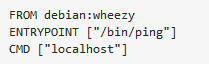 FROM debian:wheezy
ENTRYPOINT ["/bin/ping"]
CMD ["localhost"]